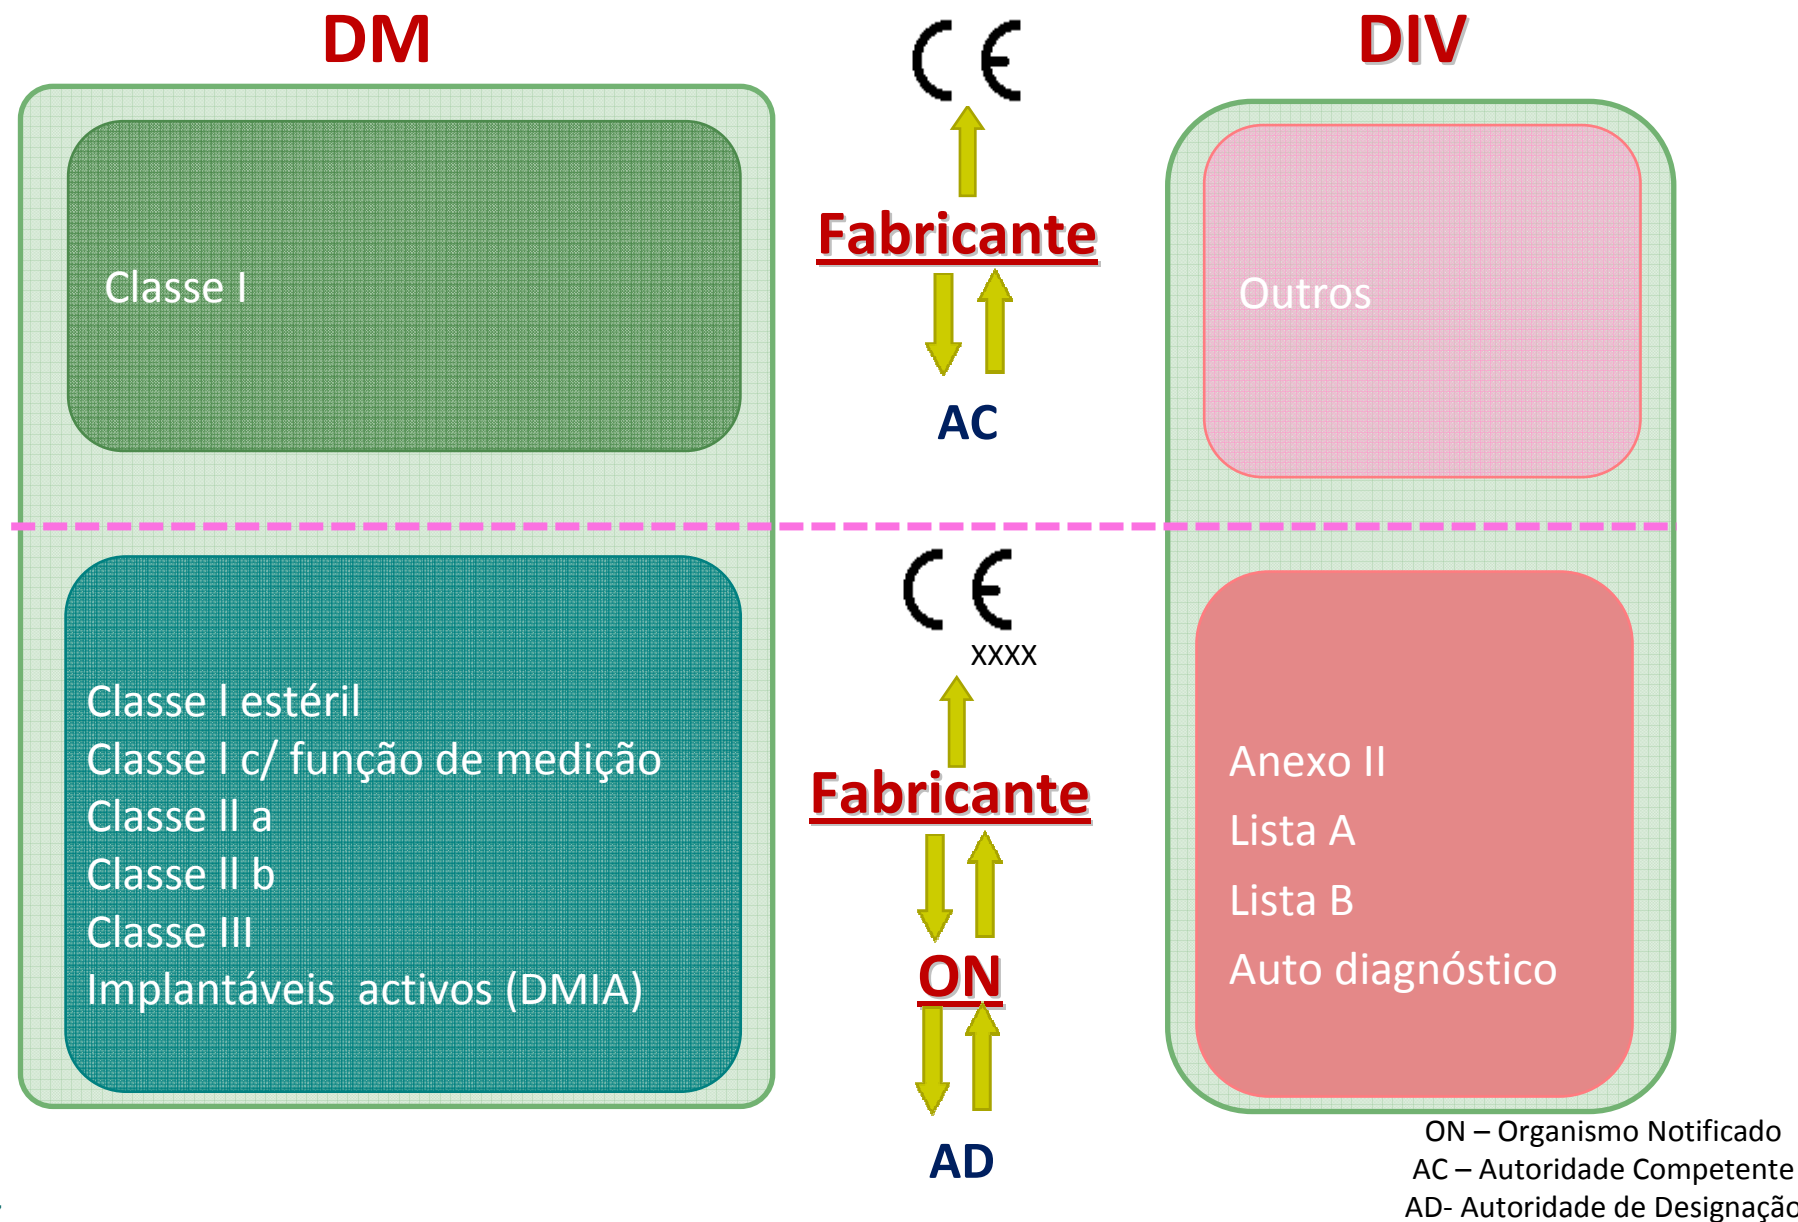 DM
DIV
CE
Fabricante
AC
Classe I
Outros
CE
XXXX
Fabricante
ON
AD
Classe I estéril
Classe I c/ função de medição
Classe II a
Classe II b
Classe III
Implantáveis activos (DMIA)
Anexo II
Lista A
Lista B
Auto diagnóstico
ON – Organismo Notificado
AC – Autoridade Competente
AD- Autoridade de Designação